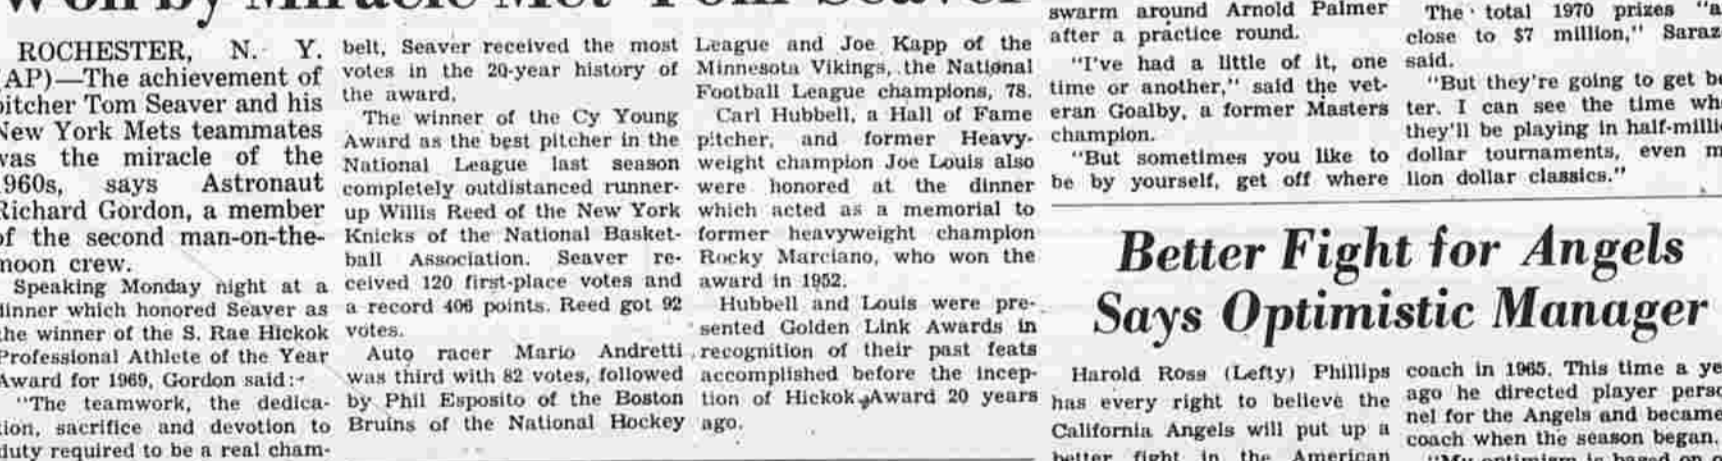 Won by Miracle Met Tom Seaver
ROCHESTER, N. Y.
(AP)—The achievement of
pitcher Tom Seaver and his
New York Mets teammates
was the miracle of the
1960s, says Astronaut
Richard Gordon, a member
of the second man-on-the-
moon crew.
Speaking Monday night at a
dinner which honored Seaver as
the winner of the S. Rae Hickok
Professional Athlete of the Year
Award for 1969, Gordon said:
"The teamwork, the dedica-
tion, sacrifice and devotion to
duty required to be a real cham-
belt, Seaver received the most
votes in the 20-year history of
the award.
The winner of the Cy Young
Award as the best pitcher in the
National League last season
completely outdistanced runner-
up Willis Reed of the New York
Knicks of the National Basket-
ball Association. Seaver re-
ceived 120 first-place votes and
a record 406 points. Reed got 92
votes.
Auto racer Mario Andretti
was third with 82 votes, followed
by Phil Esposito of the Boston
Bruins of the National Hockey
League and Joe Kapp of the
Minnesota Vikings, the National
Football League champions, 78.
Carl Hubbell, a Hall of Fame
pitcher, and former Heavy-
weight champion Joe Louis also
were honored at the dinner
which acted as a memorial to
former heavyweight champion
Rocky Marciano, who won the
award in 1952.
Hubbell and Louis were pre-
sented Golden Link Awards in
recognition of their past feats
accomplished before the incep-
tion of Hickok Award 20 years
ago.
swarm around Arnold Palmer
after a practice round.
"I've had a little of it, one
time or another," said the vet-
eran Goalby, a former Masters
champion.
"But sometimes you like to
be by yourself, get off where
The total 1970 prizes "a
close to $7 million," Saraz
said.
"But they're going to get be
ter. I can see the time whe
they'll be playing in half-milli
dollar tournaments, even m
lion dollar classics."
Better Fight for Angels
Says Optimistic Manager
Harold Ross (Lefty) Phillips
has every right to believe the
California Angels will put up a
better fight in the American
coach in 1965. This time a ye
ago he directed player perso
nel for the Angels and became
coach when the season began.
"My optimism is based on